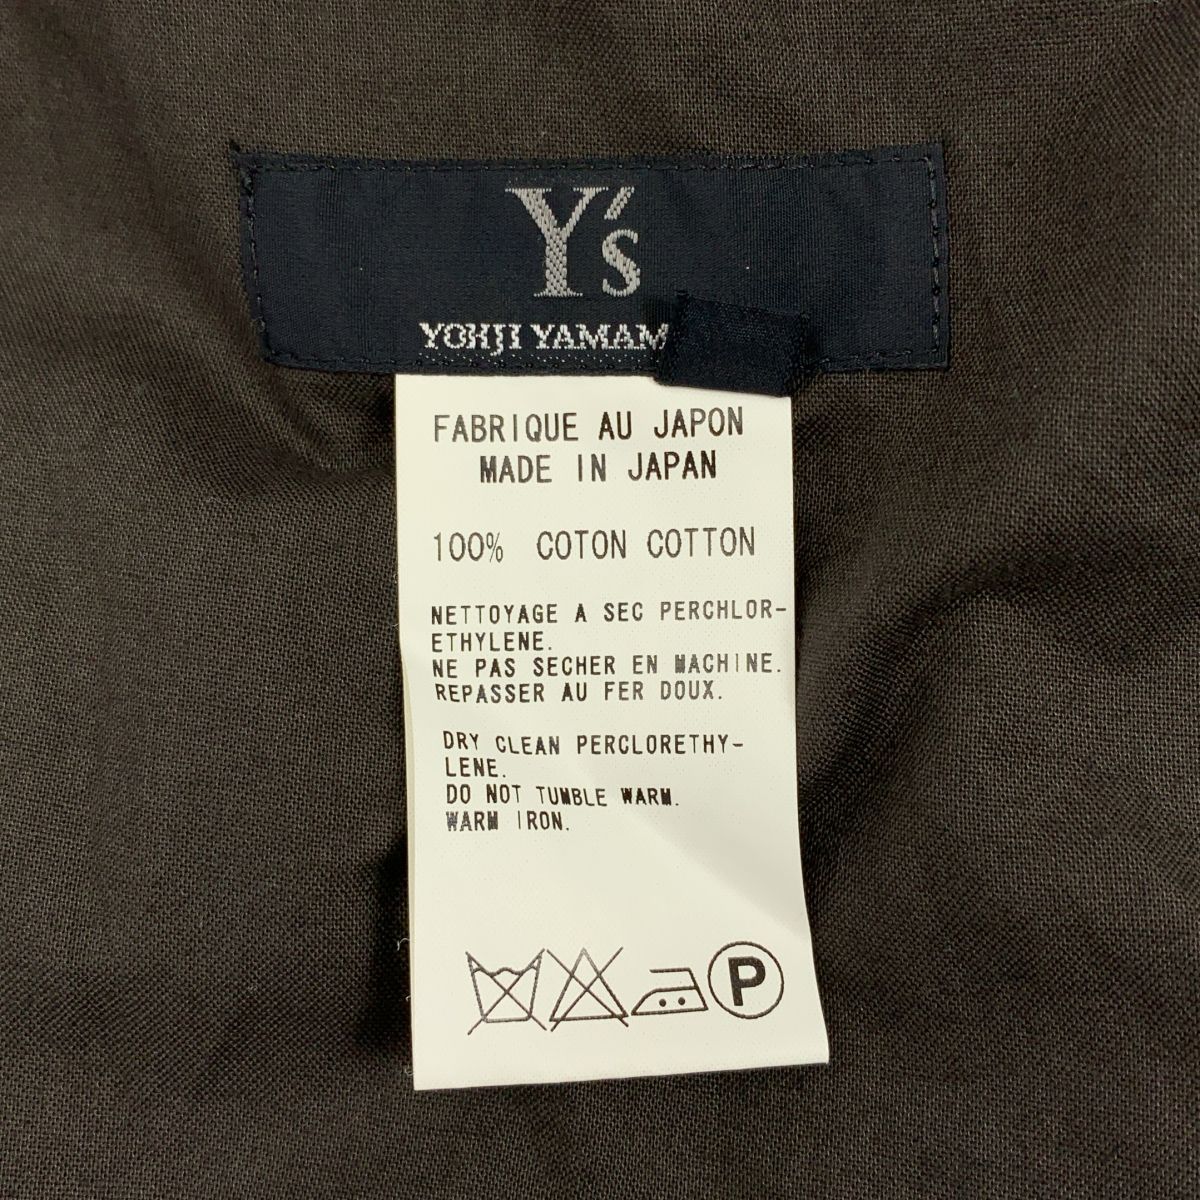 Y's
YOHJI YAMAM
FABRIQUE AU JAPON
MADE IN JAPAN
100% COTON COTTON
NETTOYAGE A SEC PERCHLOR-
ETHYLENE.
NE PAS SECHER EN MACHINE.
REPASSER AU FER DOUX.
DRY CLEAN PERCLORETHY-
LENE.
DO NOT TUMBLE WARM.
WARM IRON.
P